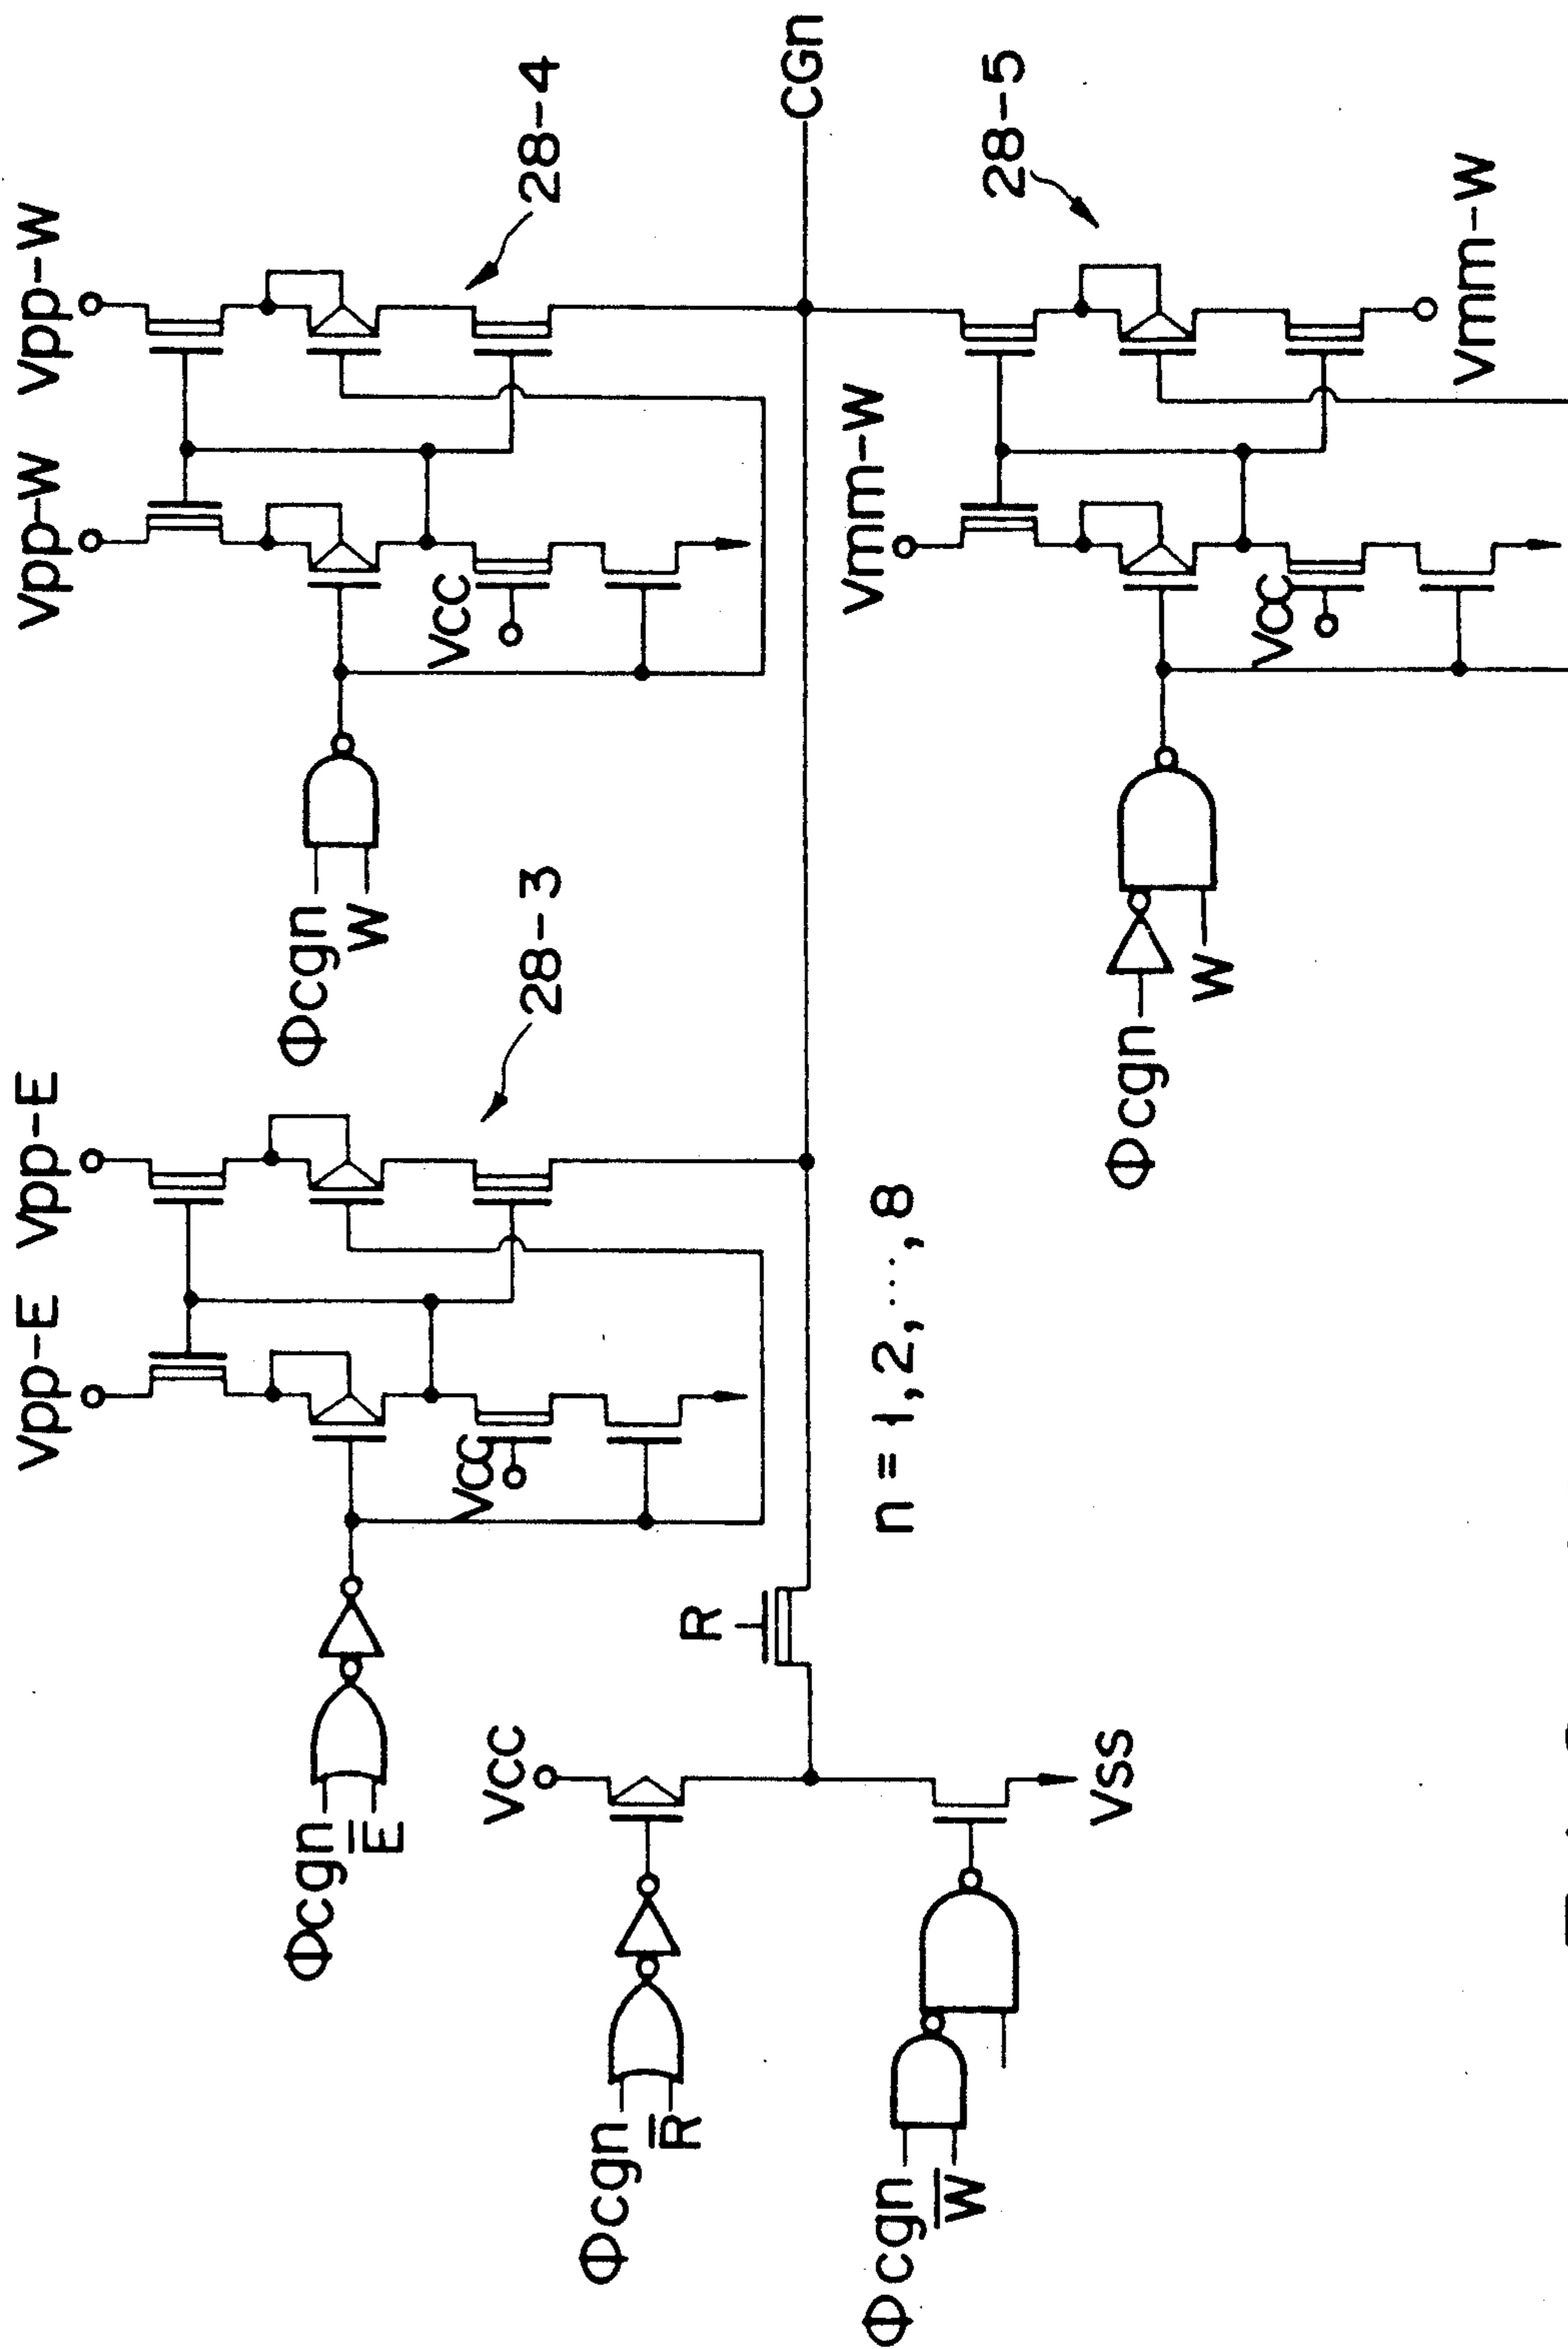 Vpp-E
Vpp-E
Vpp-W
Vpp-W
Φcgn
E̅
VCC
28-3
Φcgn
W
VCC
28-4
VCC
Φcgn
R̅
R
CGn
n = 1,2,....,8
Φcgn
W̅
VSS
Vmm-W
28-5
Φcgn
W
VCC
Vmm-W